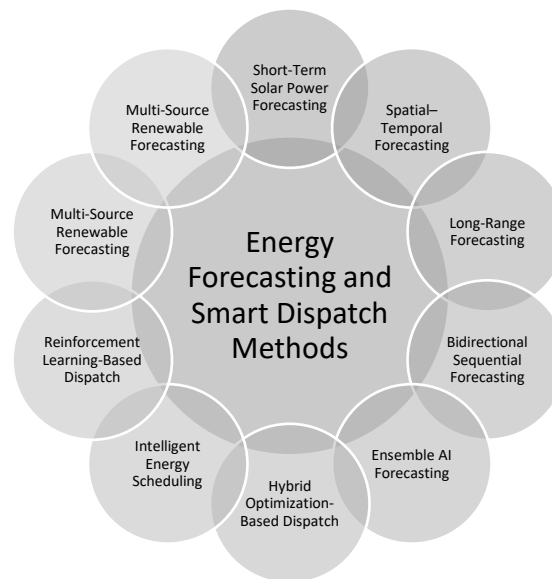 Short-Term
Solar Power
Forecasting
Spatial–
Temporal
Forecasting
Long-Range
Forecasting
Bidirectional
Sequential
Forecasting
Ensemble AI
Forecasting
Hybrid
Optimization-
Based Dispatch
Intelligent
Energy
Scheduling
Reinforcement
Learning-Based
Dispatch
Multi-Source
Renewable
Forecasting
Multi-Source
Renewable
Forecasting
Energy
Forecasting and
Smart Dispatch
Methods